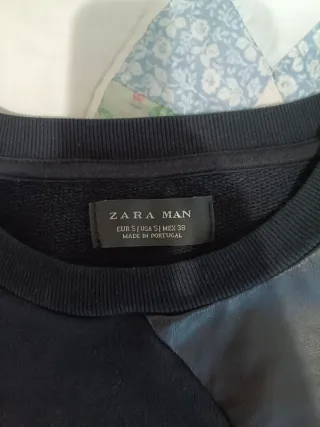 ZARA MAN
EUR S | USA S | MEX 38
MADE IN PORTUGAL